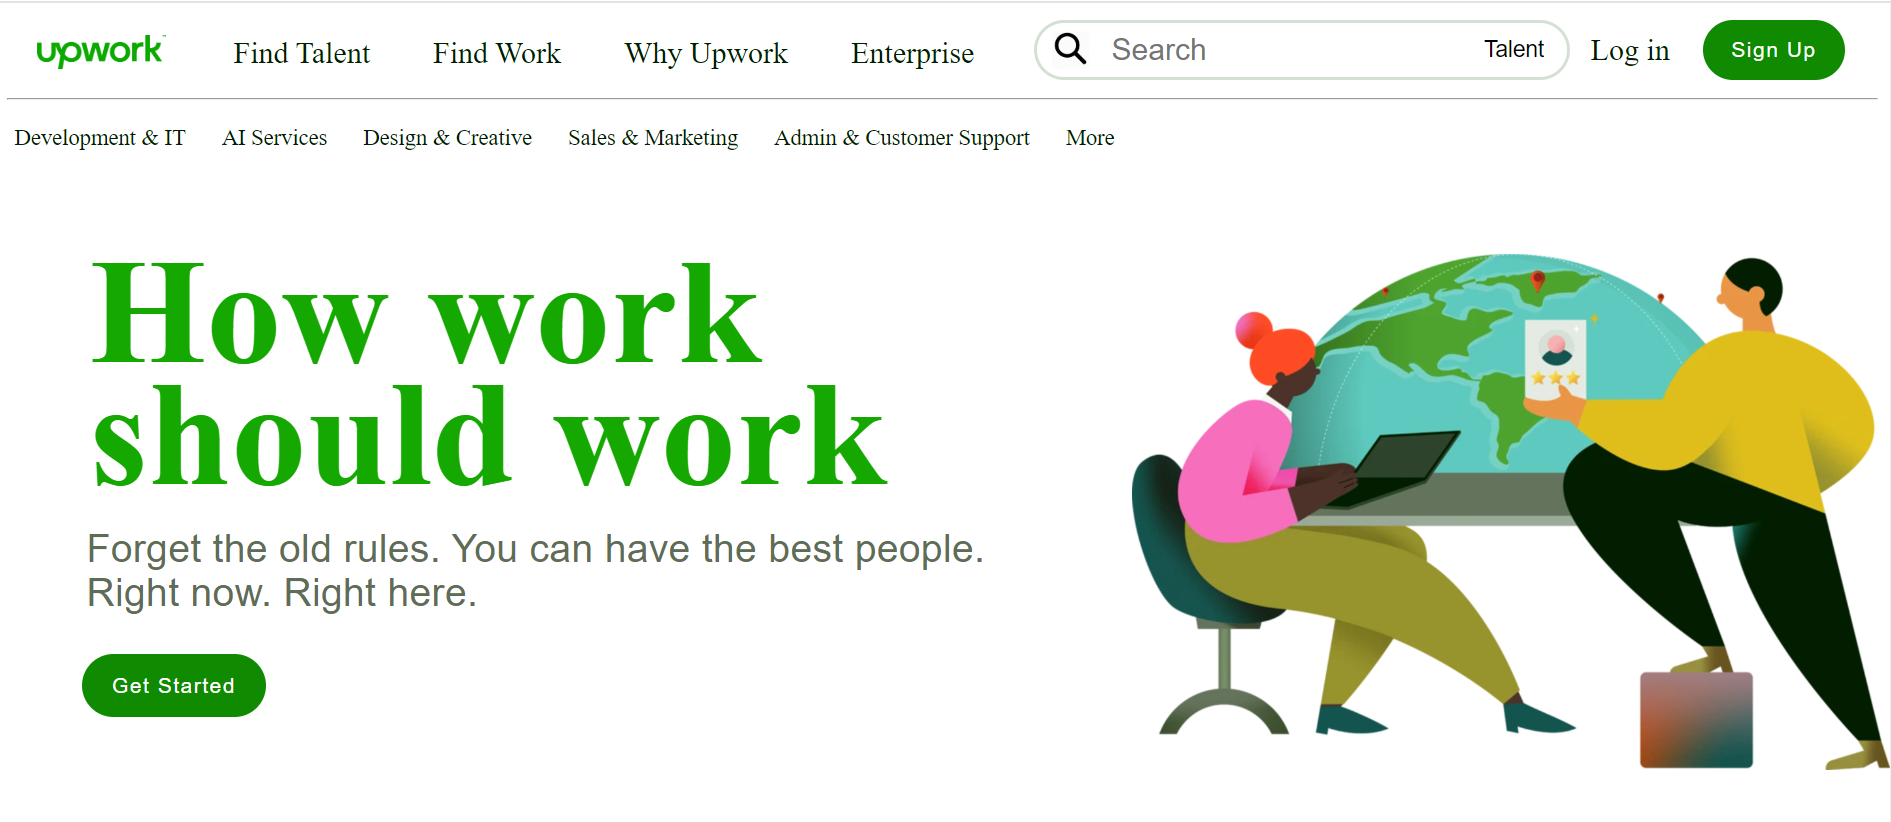 upwork™ Find Talent Find Work Why Upwork Enterprise Search Talent Log in Sign Up
Development & IT AI Services Design & Creative Sales & Marketing Admin & Customer Support More
How work
should work
Forget the old rules. You can have the best people.
Right now. Right here.
Get Started